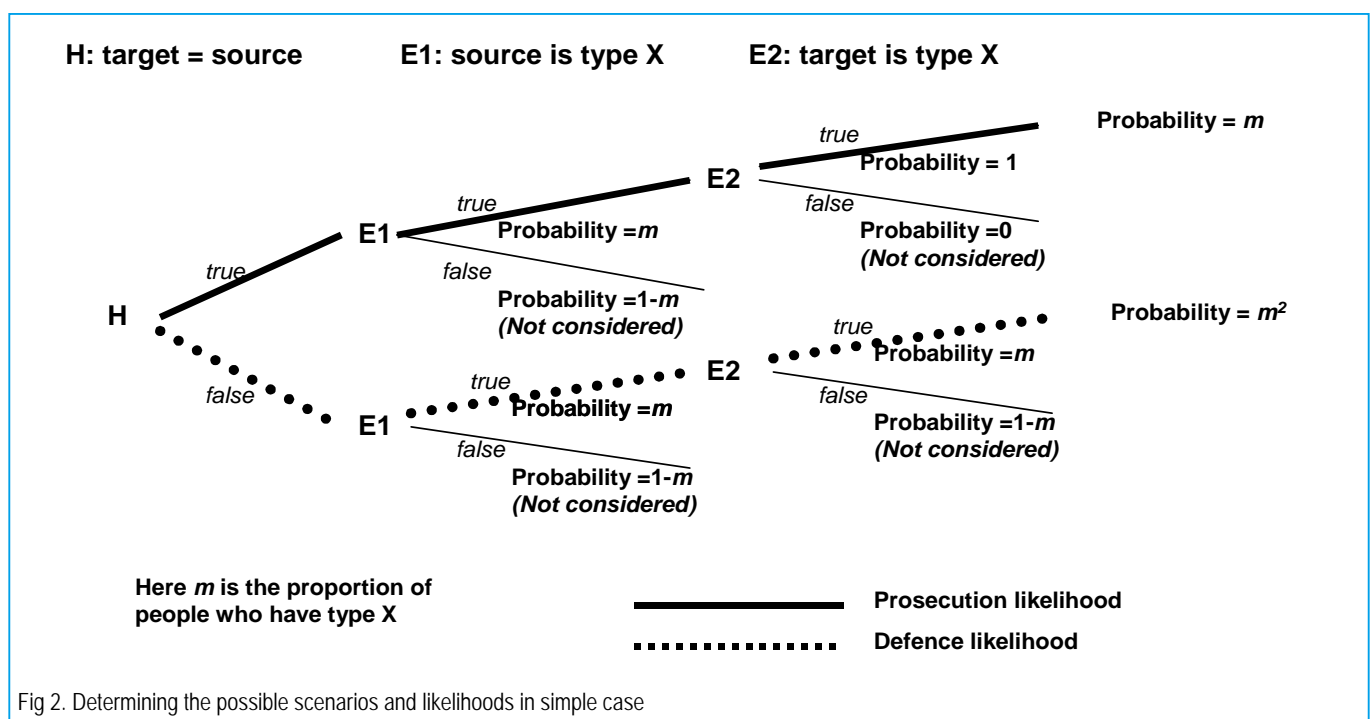 H: target = source E1: source is type X E2: target is type X
true Probability = m
Probability = 1
E2
true false
E1 Probability =m Probability =0
(Not considered)
true false
Probability =1-m
(Not considered)
H Probability = m²
true
Probability =m
E2
false true false
Probability =m Probability =1-m
E1 (Not considered)
false
Probability =1-m
(Not considered)
Here m is the proportion of
people who have type X
Prosecution likelihood
Defence likelihood
Fig 2. Determining the possible scenarios and likelihoods in simple case